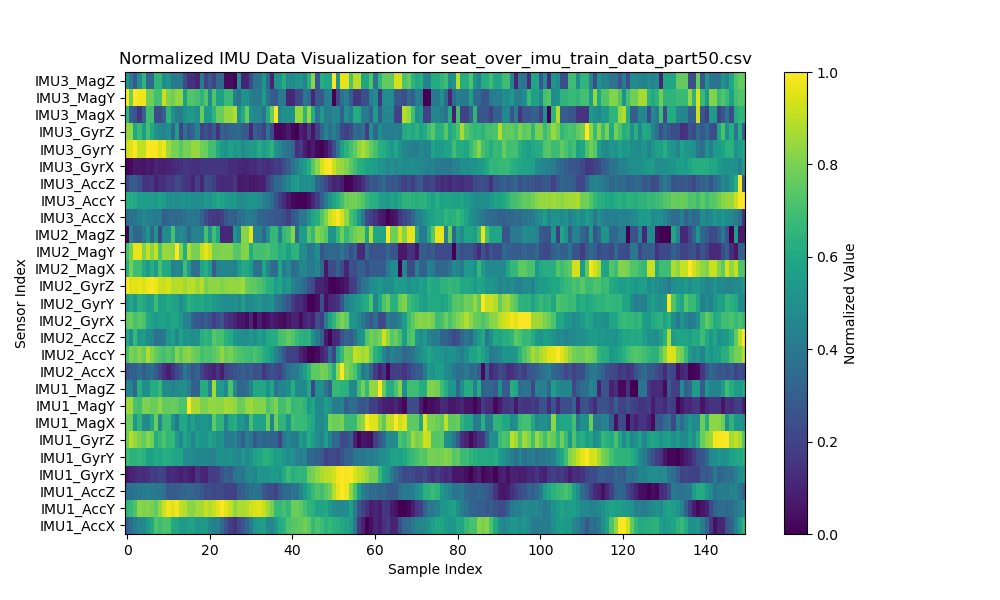 Normalized IMU Data Visualization for seat_over_imu_train_data_part50.csv
IMU3_MagZ
IMU3_MagY
IMU3_MagX
IMU3_GyrZ
IMU3_GyrY
IMU3_GyrX
IMU3_AccZ
IMU3_AccY
IMU3_AccX
IMU2_MagZ
IMU2_MagY
IMU2_MagX
IMU2_GyrZ
IMU2_GyrY
IMU2_GyrX
IMU2_AccZ
IMU2_AccY
IMU2_AccX
IMU1_MagZ
IMU1_MagY
IMU1_MagX
IMU1_GyrZ
IMU1_GyrY
IMU1_GyrX
IMU1_AccZ
IMU1_AccY
IMU1_AccX
Sensor Index
0 20 40 60 80 100 120 140
Sample Index
1.0
0.8
0.6
0.4
0.2
0.0
Normalized Value